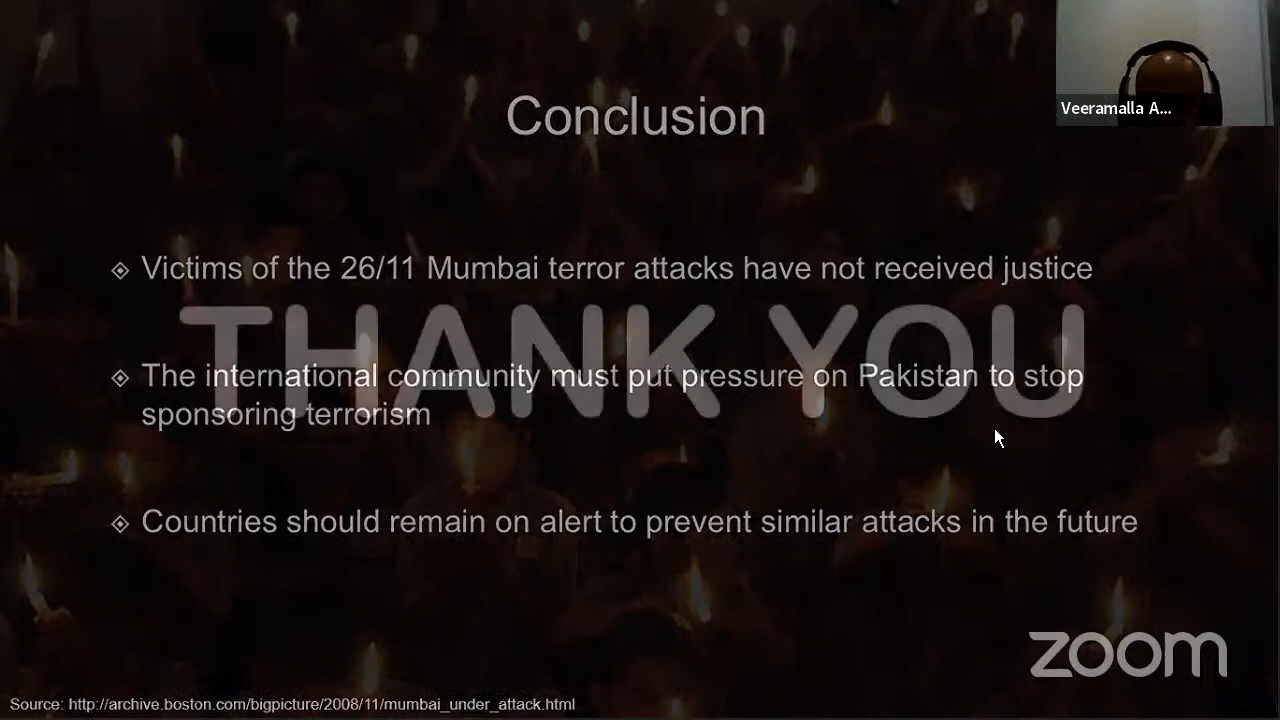 Conclusion
Veeramalla A...
Victims of the 26/11 Mumbai terror attacks have not received justice
THANK YOU
The international community must put pressure on Pakistan to stop
sponsoring terrorism
Countries should remain on alert to prevent similar attacks in the future
zoom
Source: http://archive.boston.com/bigpicture/2008/11/mumbai_under_attack.html